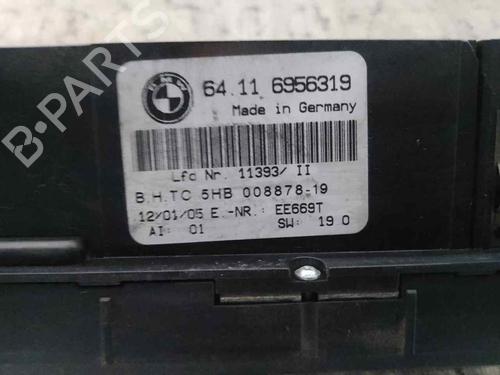 64.11 6956319
Made in Germany
Lfd Nr. 11393/ II
B.H.TC 5HB 008878-19
12/01/05 E.-NR.: EE669T
AI: 01 SW: 19 0
B-PARTS